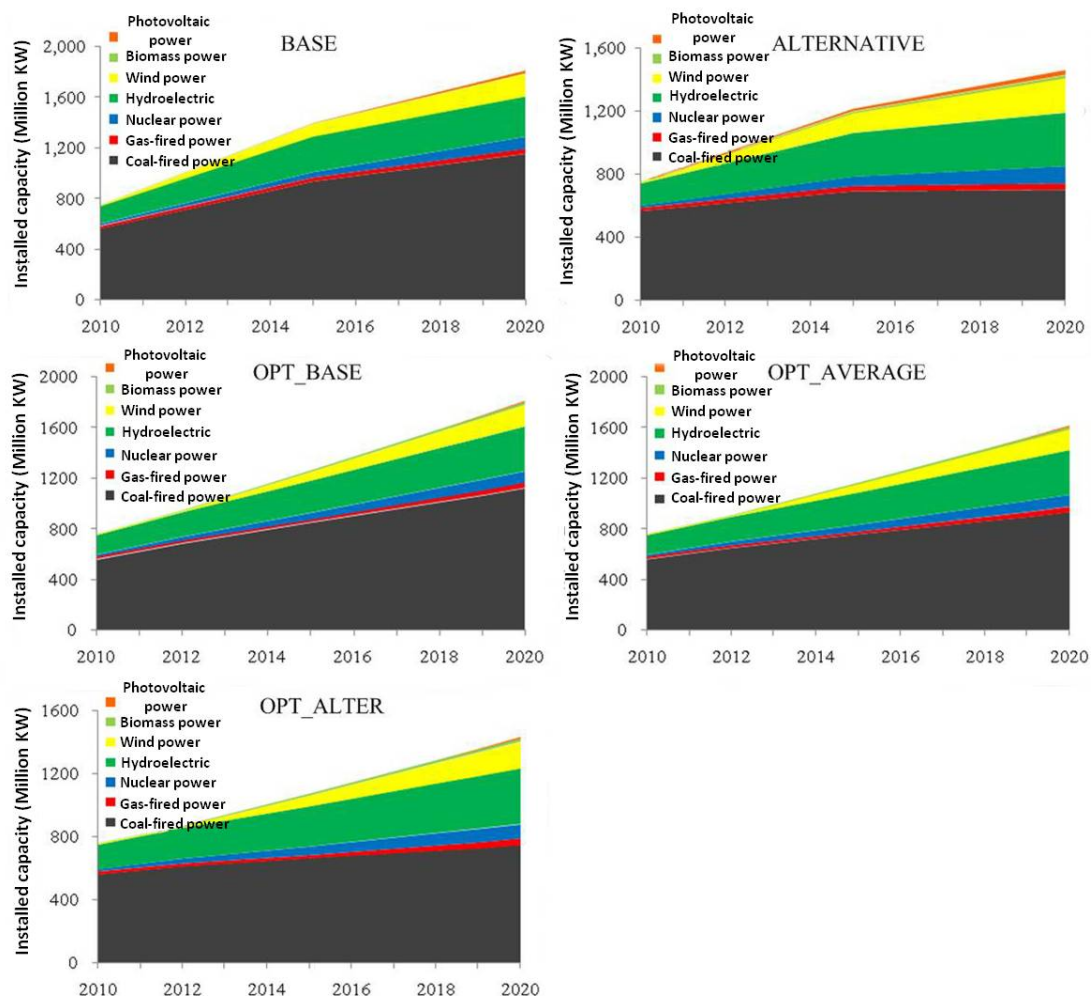 BASE
Installed capacity (Million KW)
Photovoltaic
power
Biomass power
Wind power
Hydroelectric
Nuclear power
Gas-fired power
Coal-fired power
2,000
1,600
1,200
800
400
0
2010 2012 2014 2016 2018 2020
ALTERNATIVE
Installed capacity (Million KW)
Photovoltaic
power
Biomass power
Wind power
Hydroelectric
Nuclear power
Gas-fired power
Coal-fired power
1,600
1,200
800
400
0
2010 2012 2014 2016 2018 2020
OPT_BASE
Installed capacity (Million KW)
Photovoltaic
power
Biomass power
Wind power
Hydroelectric
Nuclear power
Gas-fired power
Coal-fired power
2000
1600
1200
800
400
0
2010 2012 2014 2016 2018 2020
OPT_AVERAGE
Installed capacity (Million KW)
Photovoltaic
power
Biomass power
Wind power
Hydroelectric
Nuclear power
Gas-fired power
Coal-fired power
2000
1600
1200
800
400
0
2010 2012 2014 2016 2018 2020
OPT_ALTER
Installed capacity (Million KW)
Photovoltaic
power
Biomass power
Wind power
Hydroelectric
Nuclear power
Gas-fired power
Coal-fired power
1600
1200
800
400
0
2010 2012 2014 2016 2018 2020